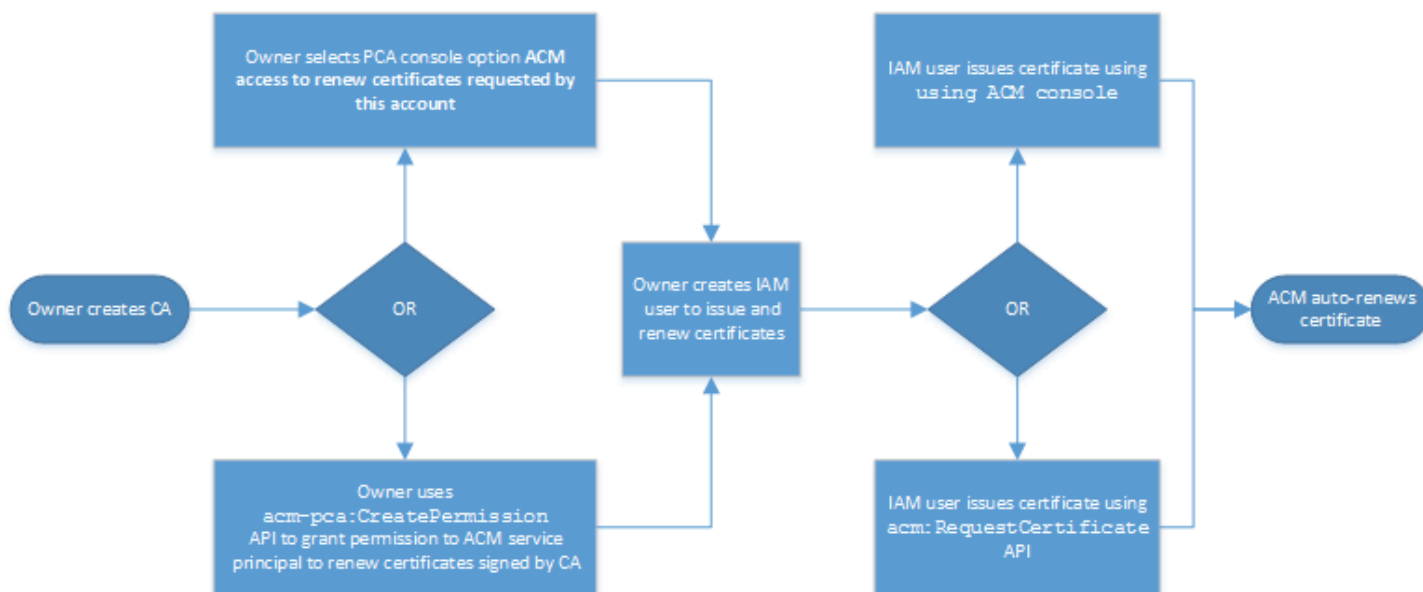 Owner creates CA
OR
Owner selects PCA console option ACM
access to renew certificates requested by
this account
Owner uses
acm-pca:CreatePermission
API to grant permission to ACM service
principal to renew certificates signed by CA
Owner creates IAM
user to issue and
renew certificates
OR
IAM user issues certificate using
using ACM console
IAM user issues certificate using
acm:RequestCertificate
API
ACM auto-renews
certificate